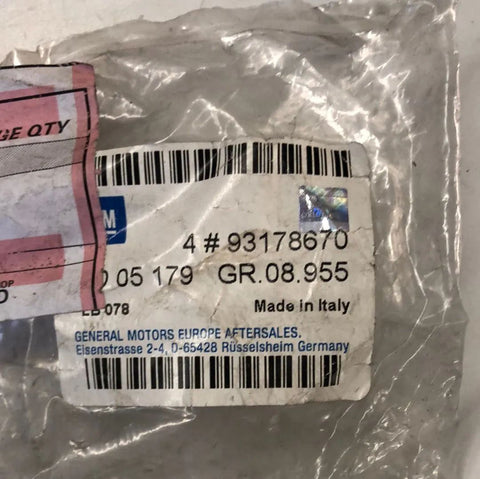 GE QTY
M
4 # 93178670
05 179 GR.08.955
078 Made in Italy
GENERAL MOTORS EUROPE AFTERSALES.
Eisenstrasse 2-4, D-65428 Rüsselsheim Germany